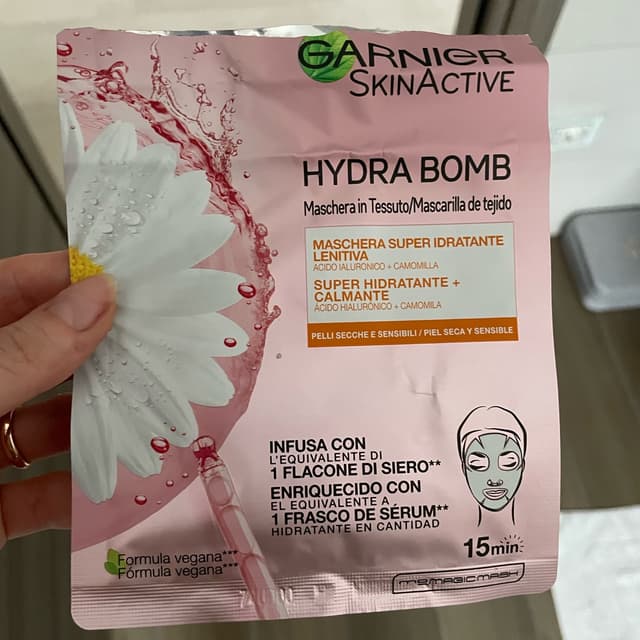 GARNIER
SKINACTIVE
HYDRA BOMB
Maschera in Tessuto/Mascarilla de tejido
MASCHERA SUPER IDRATANTE
LENITIVA
ACIDO IALURONICO + CAMOMILLA
SUPER HIDRATANTE +
CALMANTE
ÁCIDO HIALURÓNICO + CAMOMILA
PELLI SECCHE E SENSIBILI / PIEL SECA Y SENSIBLE
INFUSA CON
L'EQUIVALENTE DI
1 FLACONE DI SIERO**
ENRIQUECIDO CON
EL EQUIVALENTE A
1 FRASCO DE SÉRUM**
HIDRATANTE EN CANTIDAD
15min.
Formula vegana***
Fórmula vegana***